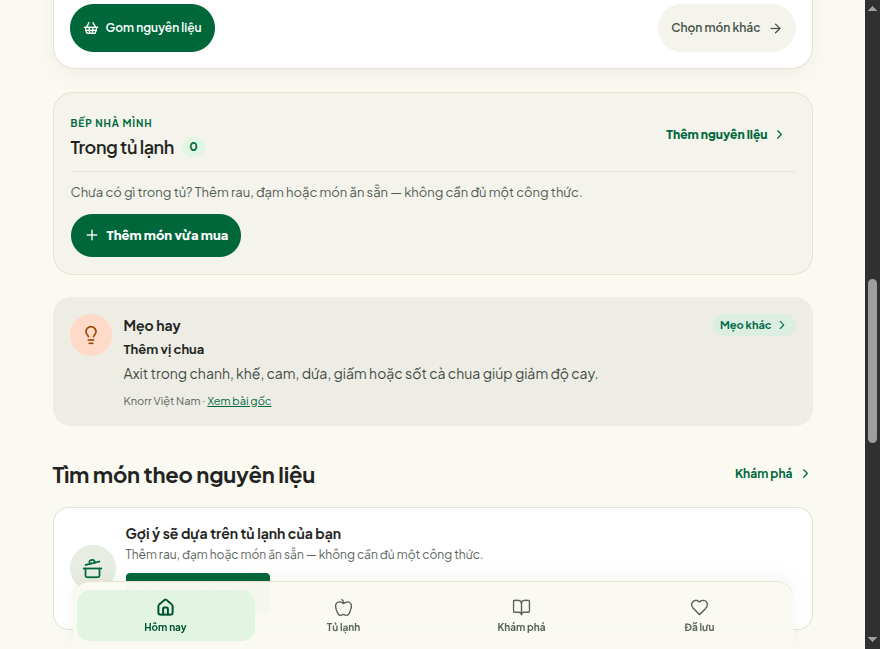 Gom nguyên liệu
Chọn món khác
BẾP NHÀ MÌNH
Trong tủ lạnh 0
Thêm nguyên liệu
Chưa có gì trong tủ? Thêm rau, đạm hoặc món ăn sẵn — không cần đủ một công thức.
Thêm món vừa mua
Mẹo hay
Mẹo khác
Thêm vị chua
Axit trong chanh, khế, cam, dứa, giấm hoặc sốt cà chua giúp giảm độ cay.
Knorr Việt Nam · Xem bài gốc
Tìm món theo nguyên liệu
Khám phá
Gợi ý sẽ dựa trên tủ lạnh của bạn
Thêm rau, đạm hoặc món ăn sẵn — không cần đủ một công thức.
Hôm nay
Tủ lạnh
Khám phá
Đã lưu